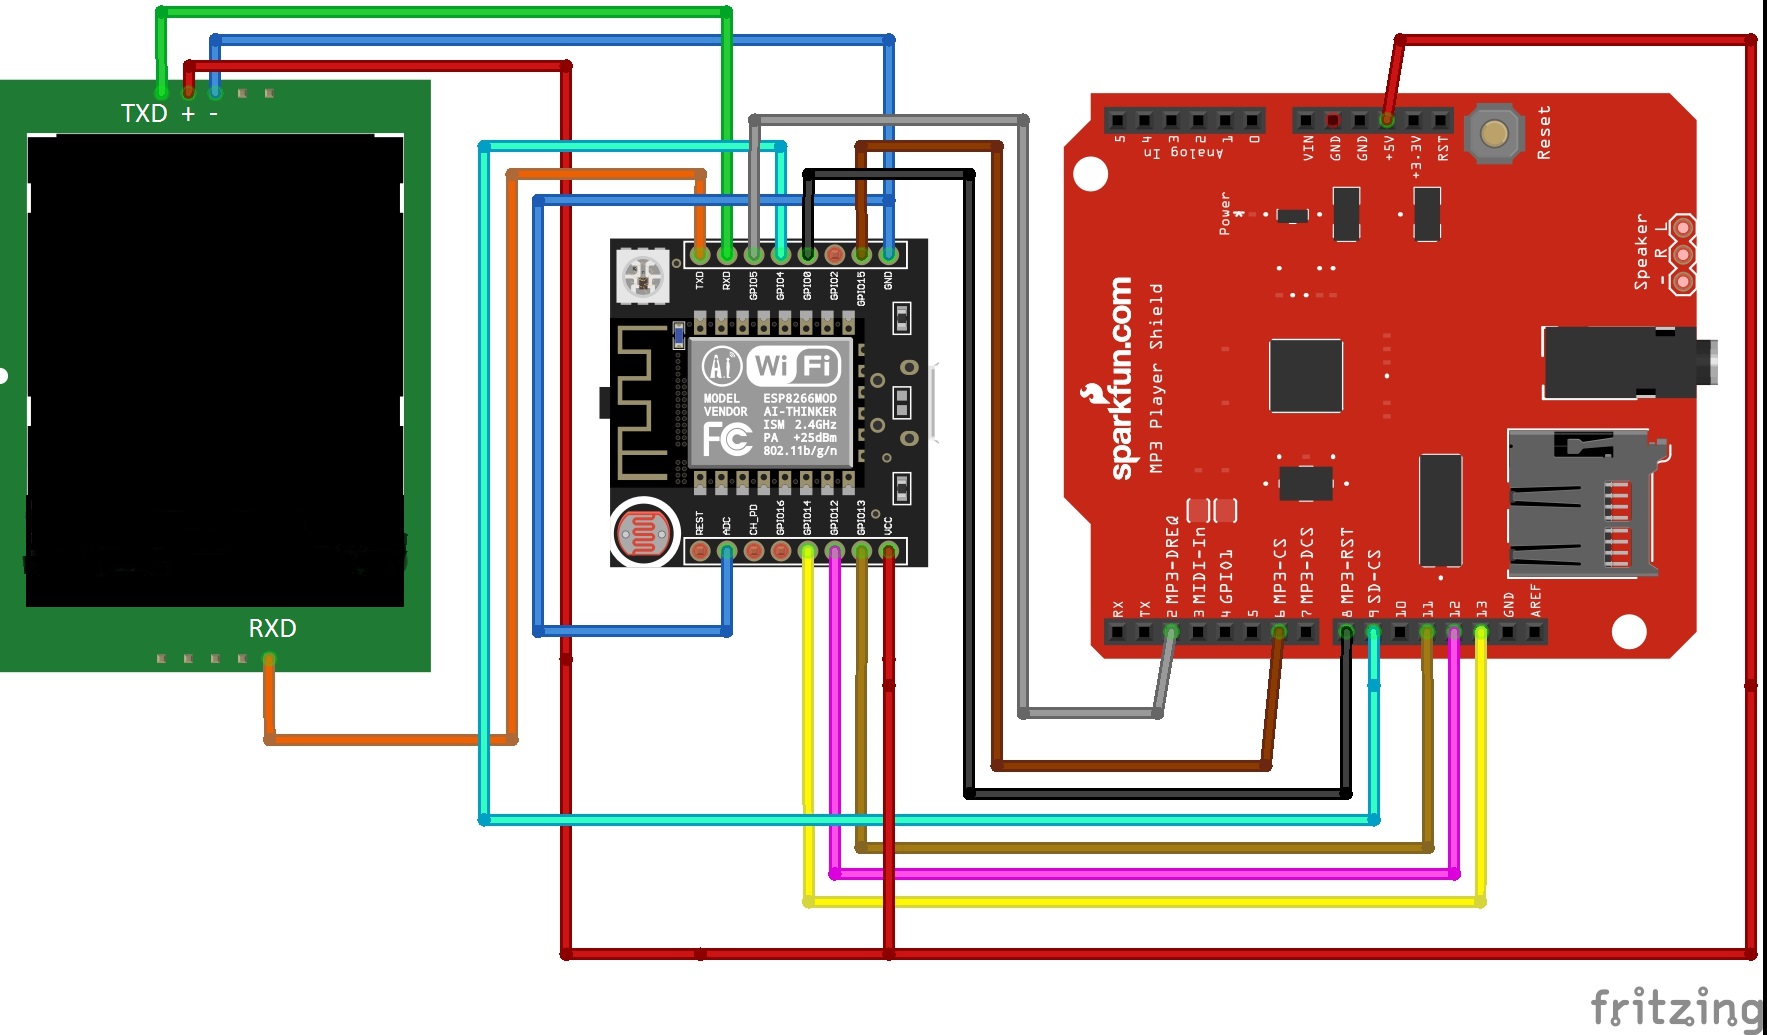 TXD + -
RXD
TXD
RXD
GPIO5
GPIO4
GPIO0
GPIO2
GPIO15
GND
Ai
WiFi
MODEL ESP8266MOD
VENDOR AI-THINKER
ISM 2.4GHz
PA +25dBm
802.11b/g/n
FC
REST
ADC
CH_PD
GPIO16
GPIO14
GPIO12
GPIO13
VCC
5
4
3
2
1
0
Analog In
VIN
GND
GND
+5V
+3.3V
RST
Reset
Power
Speaker
- R L
sparkfun.com
MP3 Player Shield
RX
TX
2 MP3-DREQ
3 MIDI-In
4 GPIO1
5
6 MP3-CS
7 MP3-DCS
8 MP3-RST
9 SD-CS
10
11
12
13
GND
AREF
fritzing